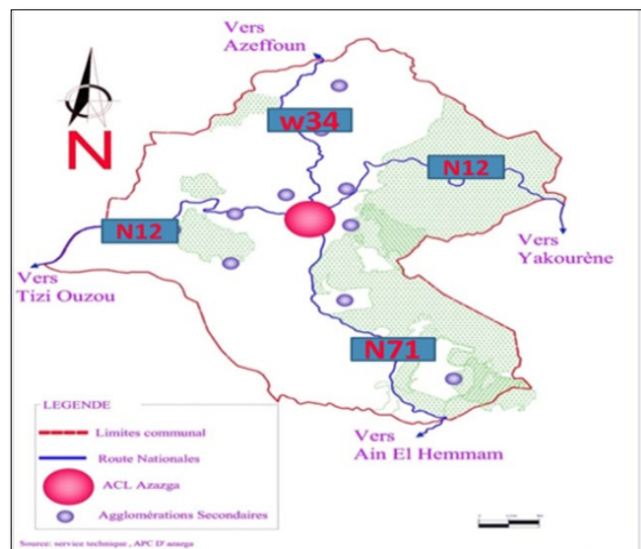 Vers
Azeffoun
N
w34
N12
N12
Vers
Yakourène
Vers
Tizi Ouzou
N71
Vers
Ain El Hemmam
LEGENDE
Limites communal
Route Nationales
ACL Azazga
Agglomérations Secondaires
Source: service technique , APC D' azazga